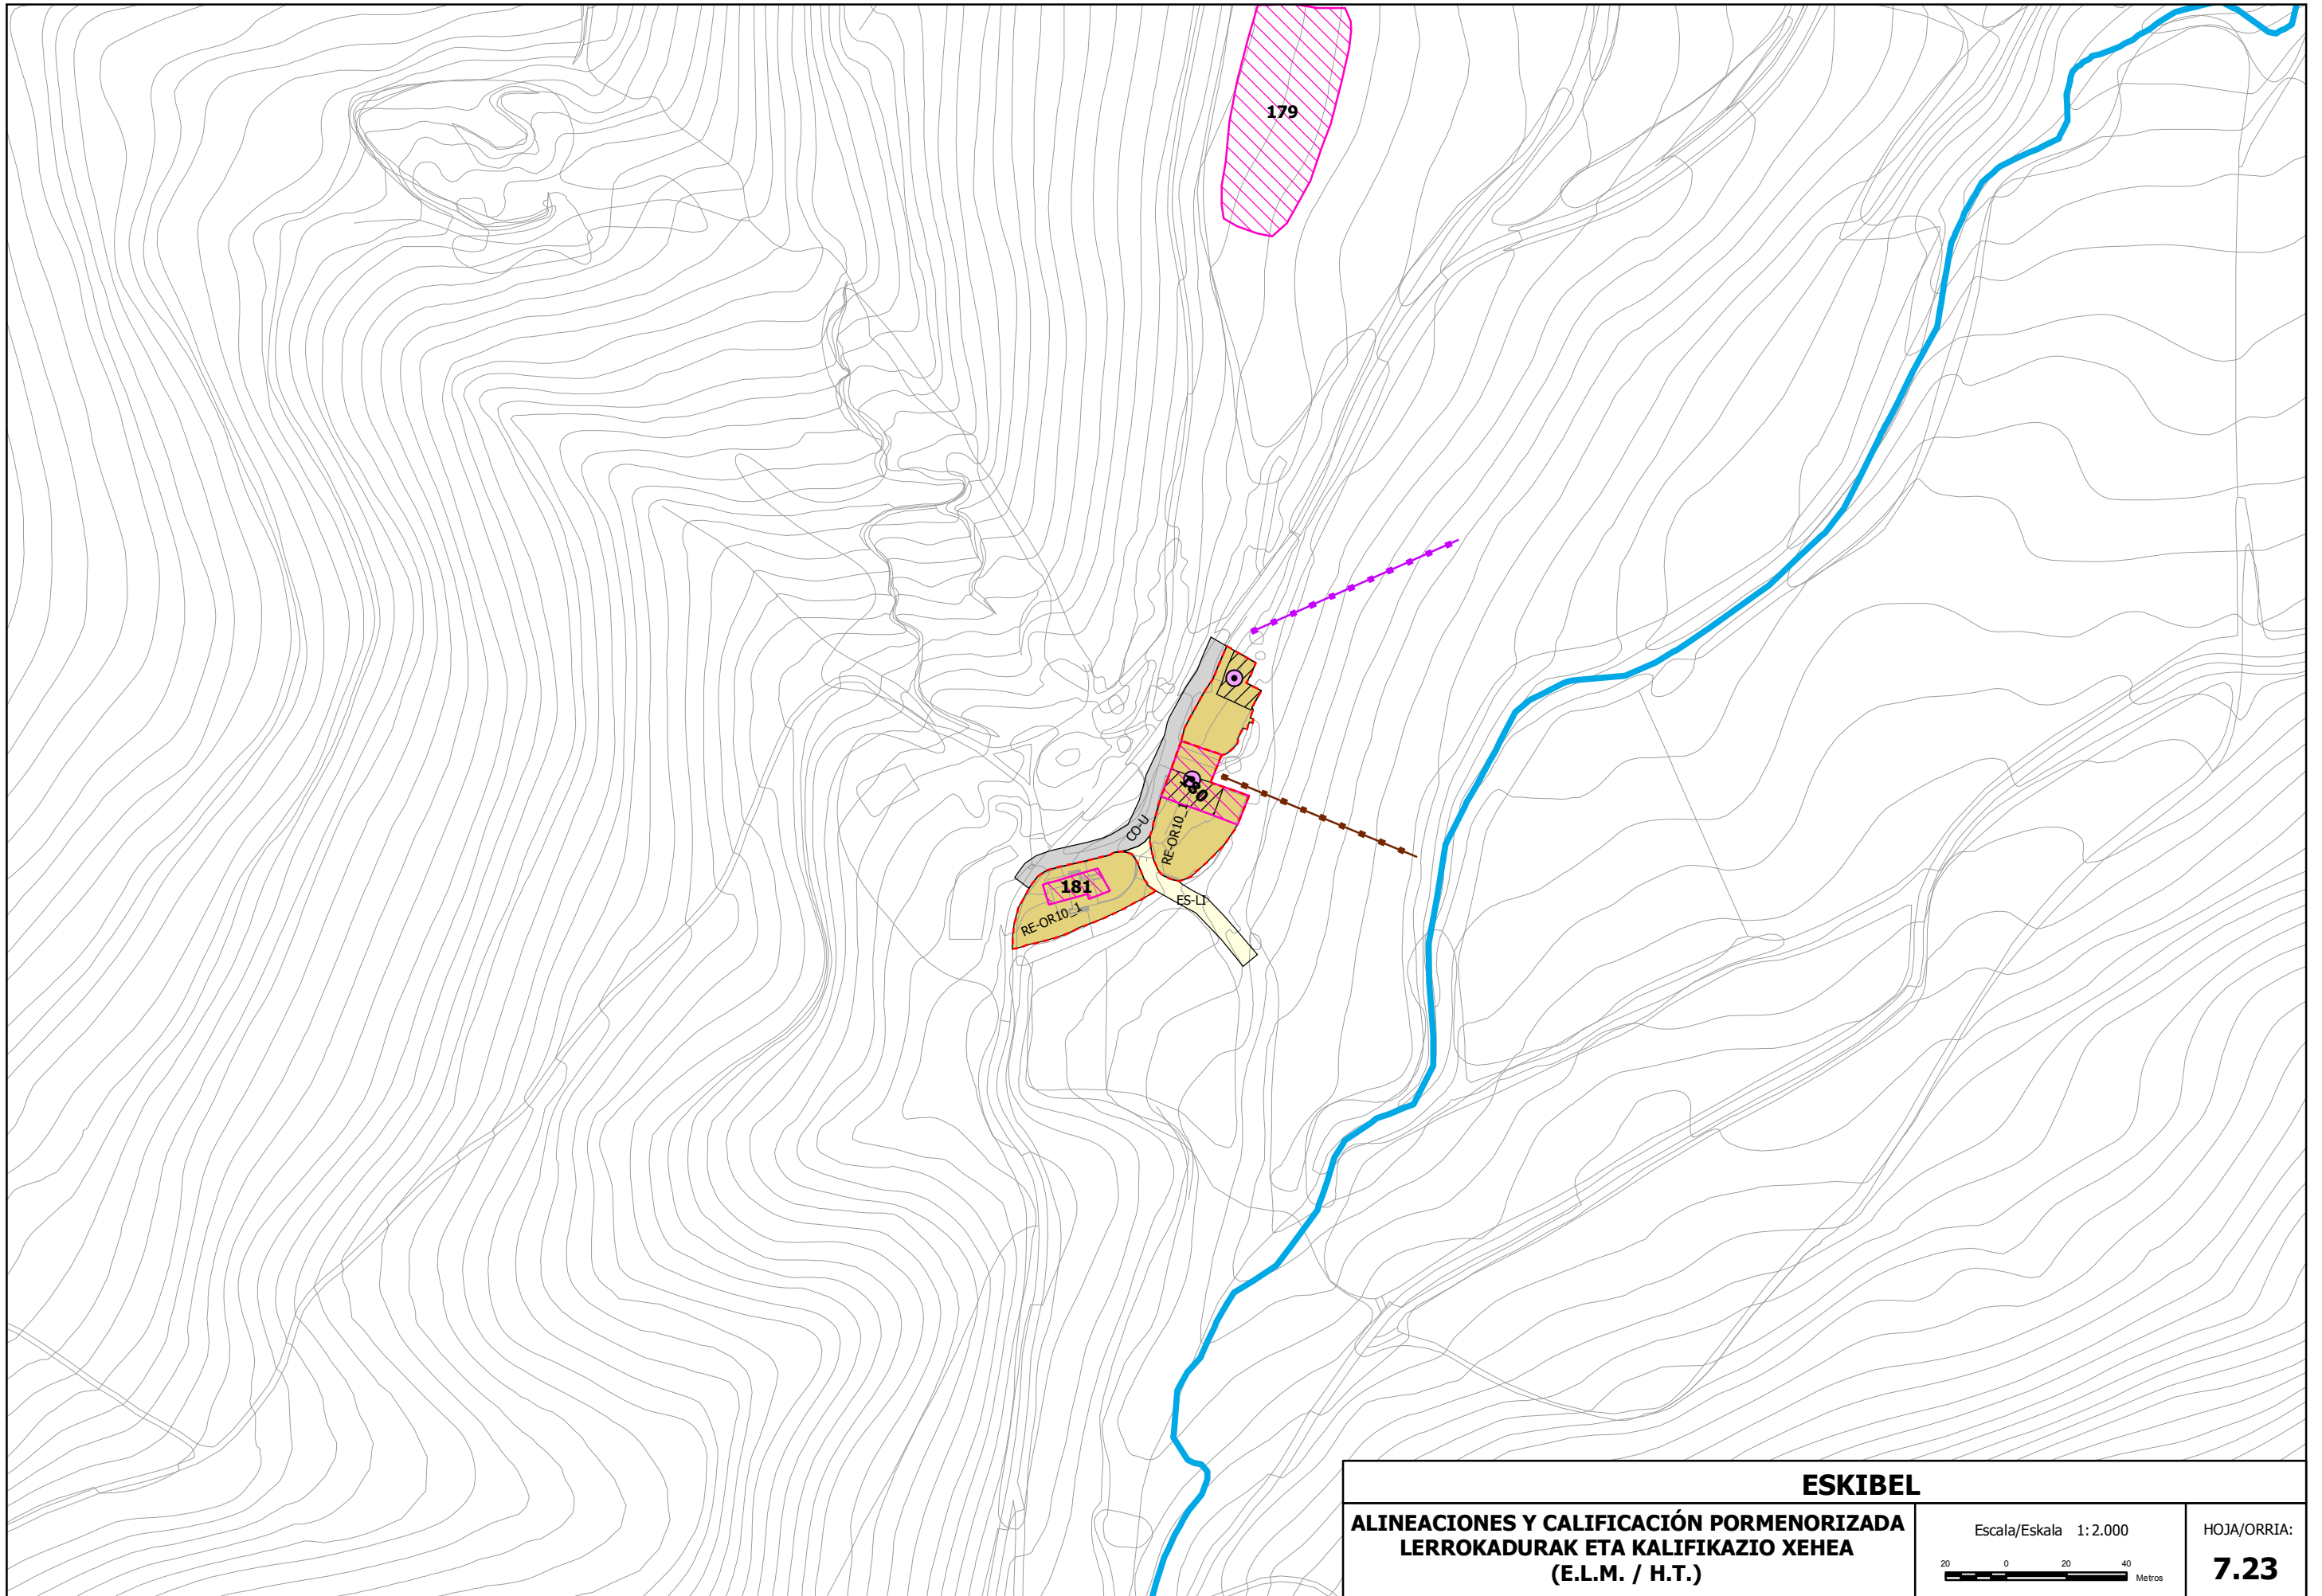 179
180
RE-OR10_1
CO-U
181
RE-OR10_1
ES-LI
ESKIBEL
ALINEACIONES Y CALIFICACIÓN PORMENORIZADA
LERROKADURAK ETA KALIFIKAZIO XEHEA
(E.L.M. / H.T.)
Escala/Eskala 1:2.000
20 0 20 40
Metros
HOJA/ORRIA:
7.23